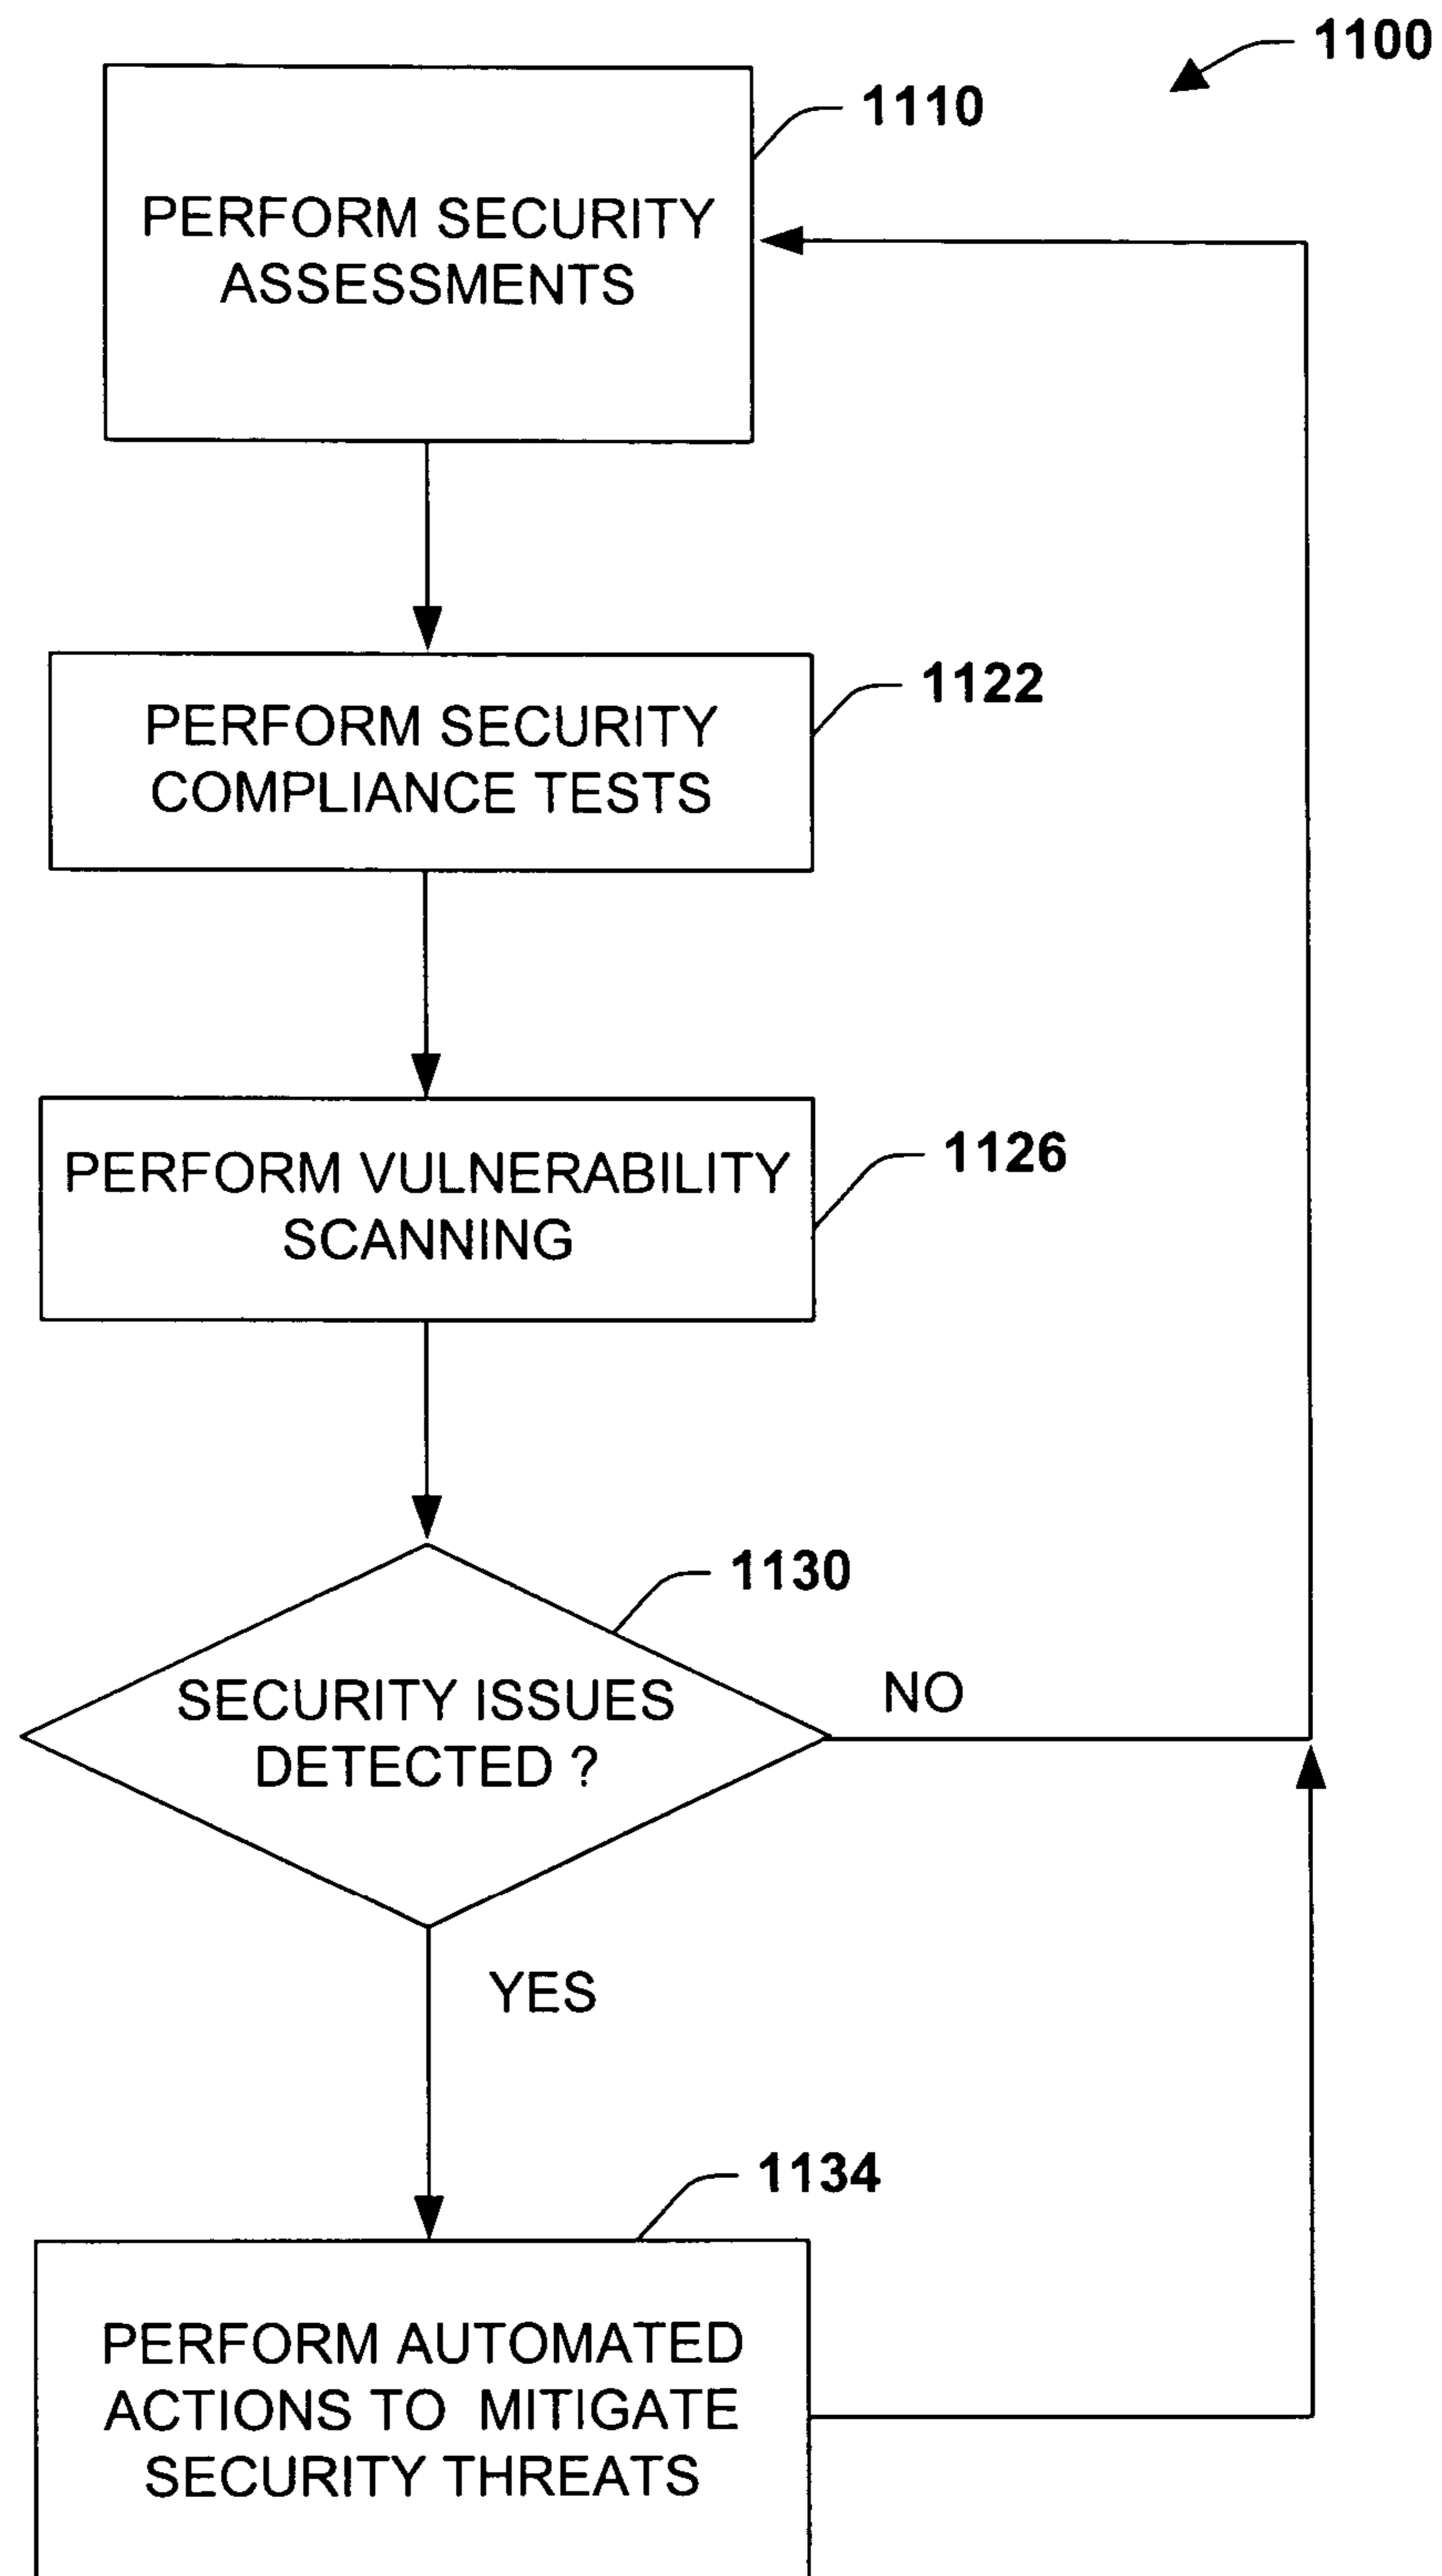 1100
1110
PERFORM SECURITY
ASSESSMENTS
1122
PERFORM SECURITY
COMPLIANCE TESTS
1126
PERFORM VULNERABILITY
SCANNING
1130
SECURITY ISSUES
DETECTED ?
NO
YES
1134
PERFORM AUTOMATED
ACTIONS TO MITIGATE
SECURITY THREATS